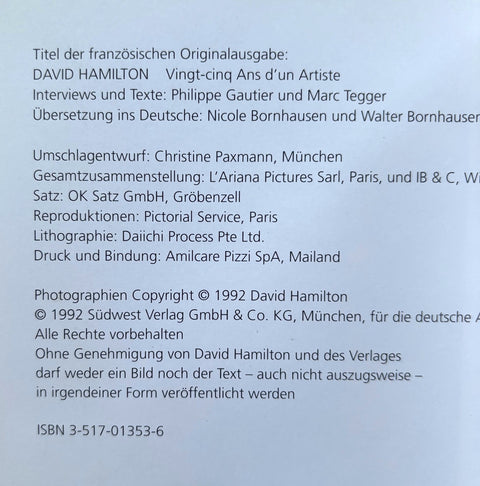 Titel der französischen Originalausgabe:
DAVID HAMILTON Vingt-cinq Ans d'un Artiste
Interviews und Texte: Philippe Gautier und Marc Tegger
Übersetzung ins Deutsche: Nicole Bornhausen und Walter Bornhausen
Umschlagentwurf: Christine Paxmann, München
Gesamtzusammenstellung: L'Ariana Pictures Sarl, Paris, und IB & C,
Satz: OK Satz GmbH, Gröbenzell
Reproduktionen: Pictorial Service, Paris
Lithographie: Daiichi Process Pte Ltd.
Druck und Bindung: Amilcare Pizzi SpA, Mailand
Photographien Copyright © 1992 David Hamilton
© 1992 Südwest Verlag GmbH & Co. KG, München, für die deutsche
Alle Rechte vorbehalten
Ohne Genehmigung von David Hamilton und des Verlages
darf weder ein Bild noch der Text – auch nicht auszugsweise –
in irgendeiner Form veröffentlicht werden
ISBN 3-517-01353-6